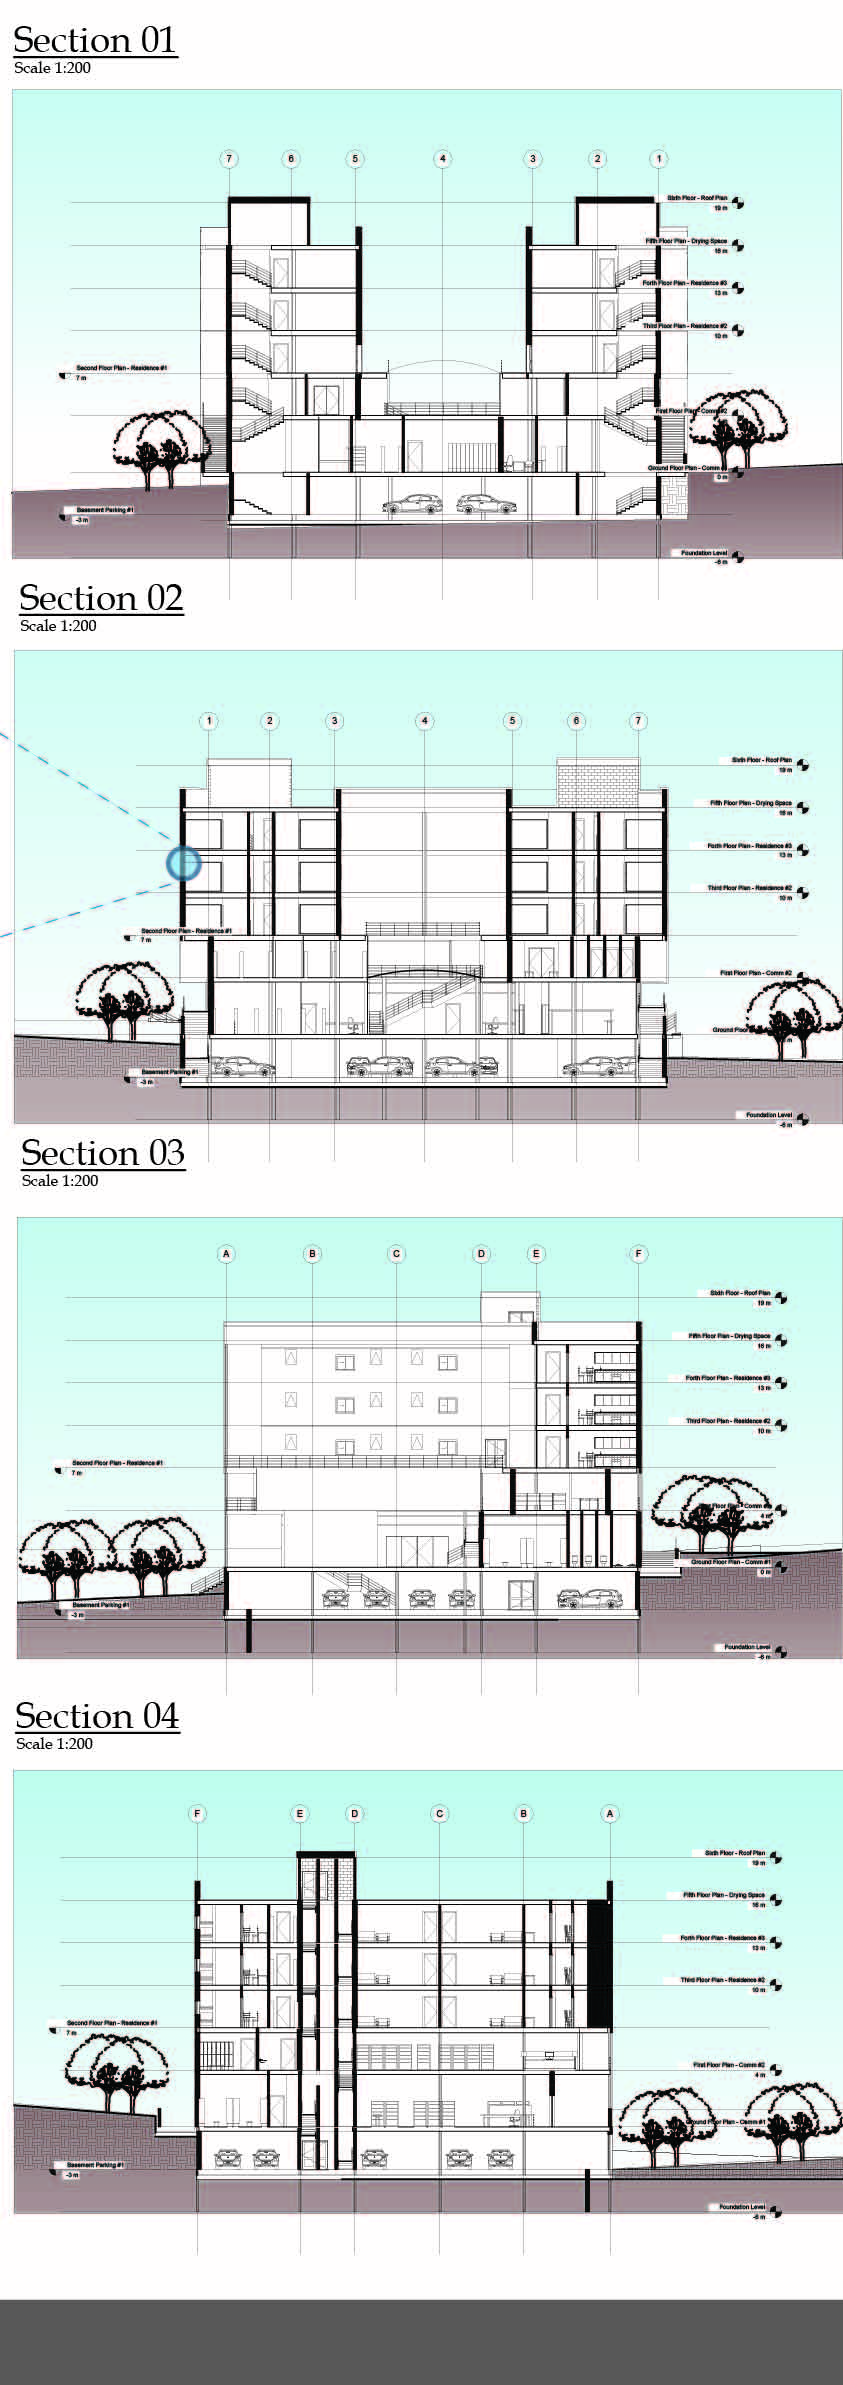 Section 01
Scale 1:200
7 6 5 4 3 2 1
Sixth Floor - Roof Plan
19 m
Fifth Floor Plan - Drying Space
16 m
Forth Floor Plan - Residence #3
13 m
Third Floor Plan - Residence #2
10 m
Second Floor Plan - Residence #1
7 m
First Floor Plan - Comm #2
Ground Floor Plan - Comm
0 m
Basement Parking #1
-3 m
Foundation Level
-6 m
Section 02
Scale 1:200
1 2 3 4 5 6 7
Sixth Floor - Roof Plan
19 m
Fifth Floor Plan - Drying Space
16 m
Forth Floor Plan - Residence #3
13 m
Third Floor Plan - Residence #2
10 m
Second Floor Plan - Residence #1
7 m
First Floor Plan - Comm #2
Ground Floor
Basement Parking #1
-3 m
Foundation Level
-6 m
Section 03
Scale 1:200
A B C D E F
Sixth Floor - Roof Plan
19 m
Fifth Floor Plan - Drying Space
16 m
Forth Floor Plan - Residence #3
13 m
Third Floor Plan - Residence #2
10 m
Second Floor Plan - Residence #1
7 m
Floor Plan - Comm
4 m
Ground Floor Plan - Comm #1
0 m
Basement Parking #1
-3 m
Foundation Level
-6 m
Section 04
Scale 1:200
F E D C B A
Sixth Floor - Roof Plan
19 m
Fifth Floor Plan - Drying Space
16 m
Forth Floor Plan - Residence #3
13 m
Third Floor Plan - Residence #2
10 m
Second Floor Plan - Residence #1
7 m
First Floor Plan - Comm #2
4 m
Ground Floor Plan - Comm #1
Basement Parking #1
-3 m
Foundation Level
-6 m